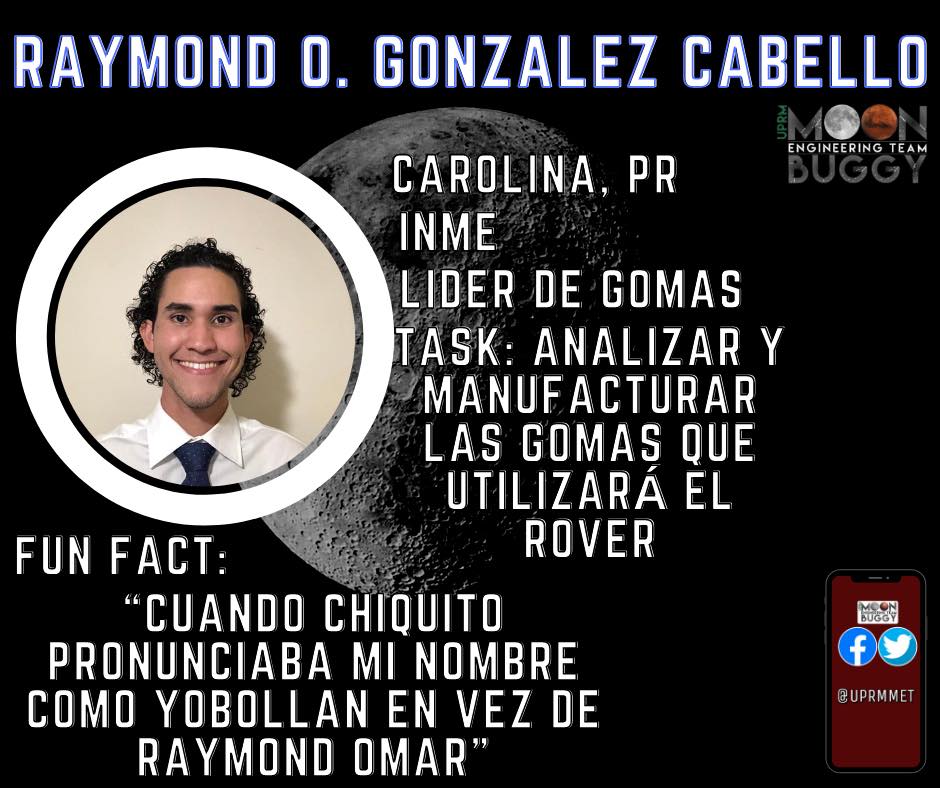 RAYMOND O. GONZALEZ CABELLO
UPRM
MOON
ENGINEERING TEAM
BUGGY
CAROLINA, PR
INME
LIDER DE GOMAS
TASK: ANALIZAR Y
MANUFACTURAR
LAS GOMAS QUE
UTILIZARÁ EL
ROVER
FUN FACT:
“CUANDO CHIQUITO
PRONUNCIABA MI NOMBRE
COMO YOBOLLAN EN VEZ DE
RAYMOND OMAR”
MOON
ENGINEERING TEAM
BUGGY
@UPRMMET